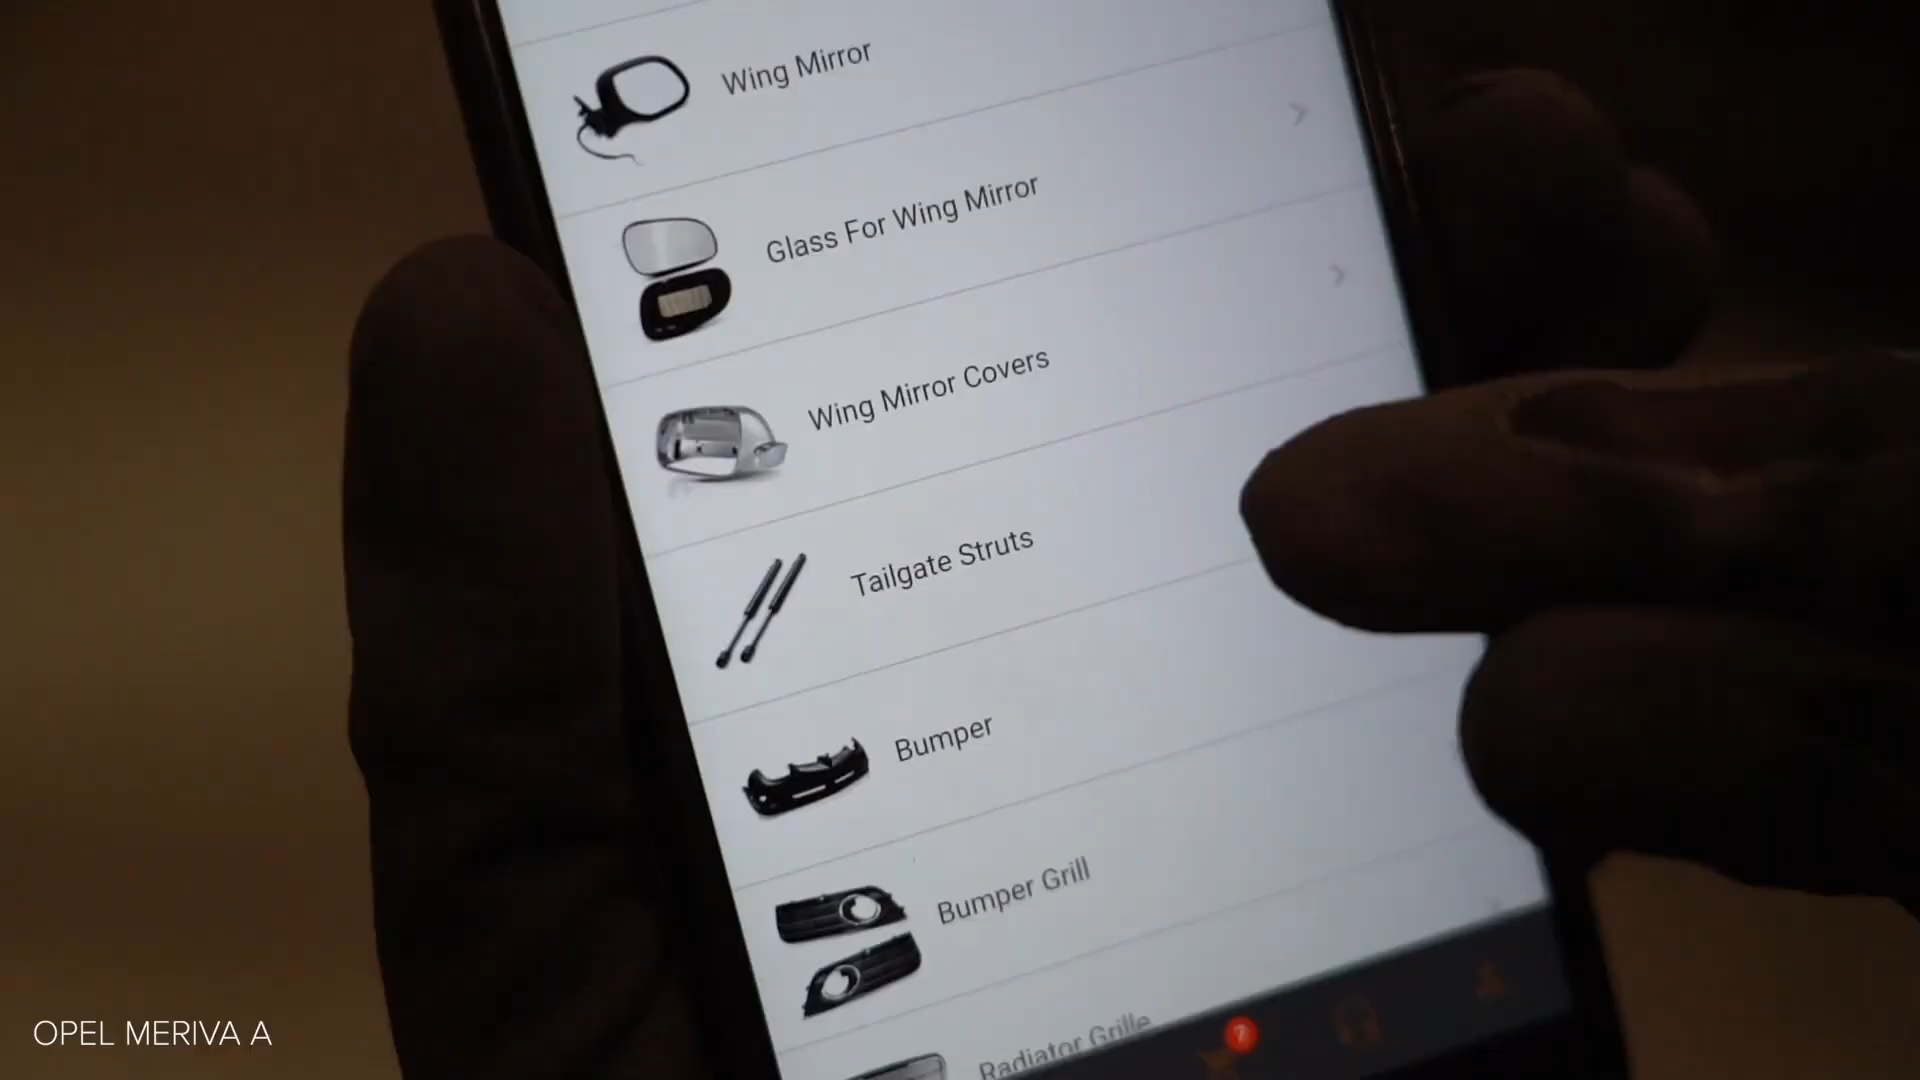 Wing Mirror
Glass For Wing Mirror
Wing Mirror Covers
Tailgate Struts
Bumper
Bumper Grill
Radiator Grille
7
OPEL MERIVA A